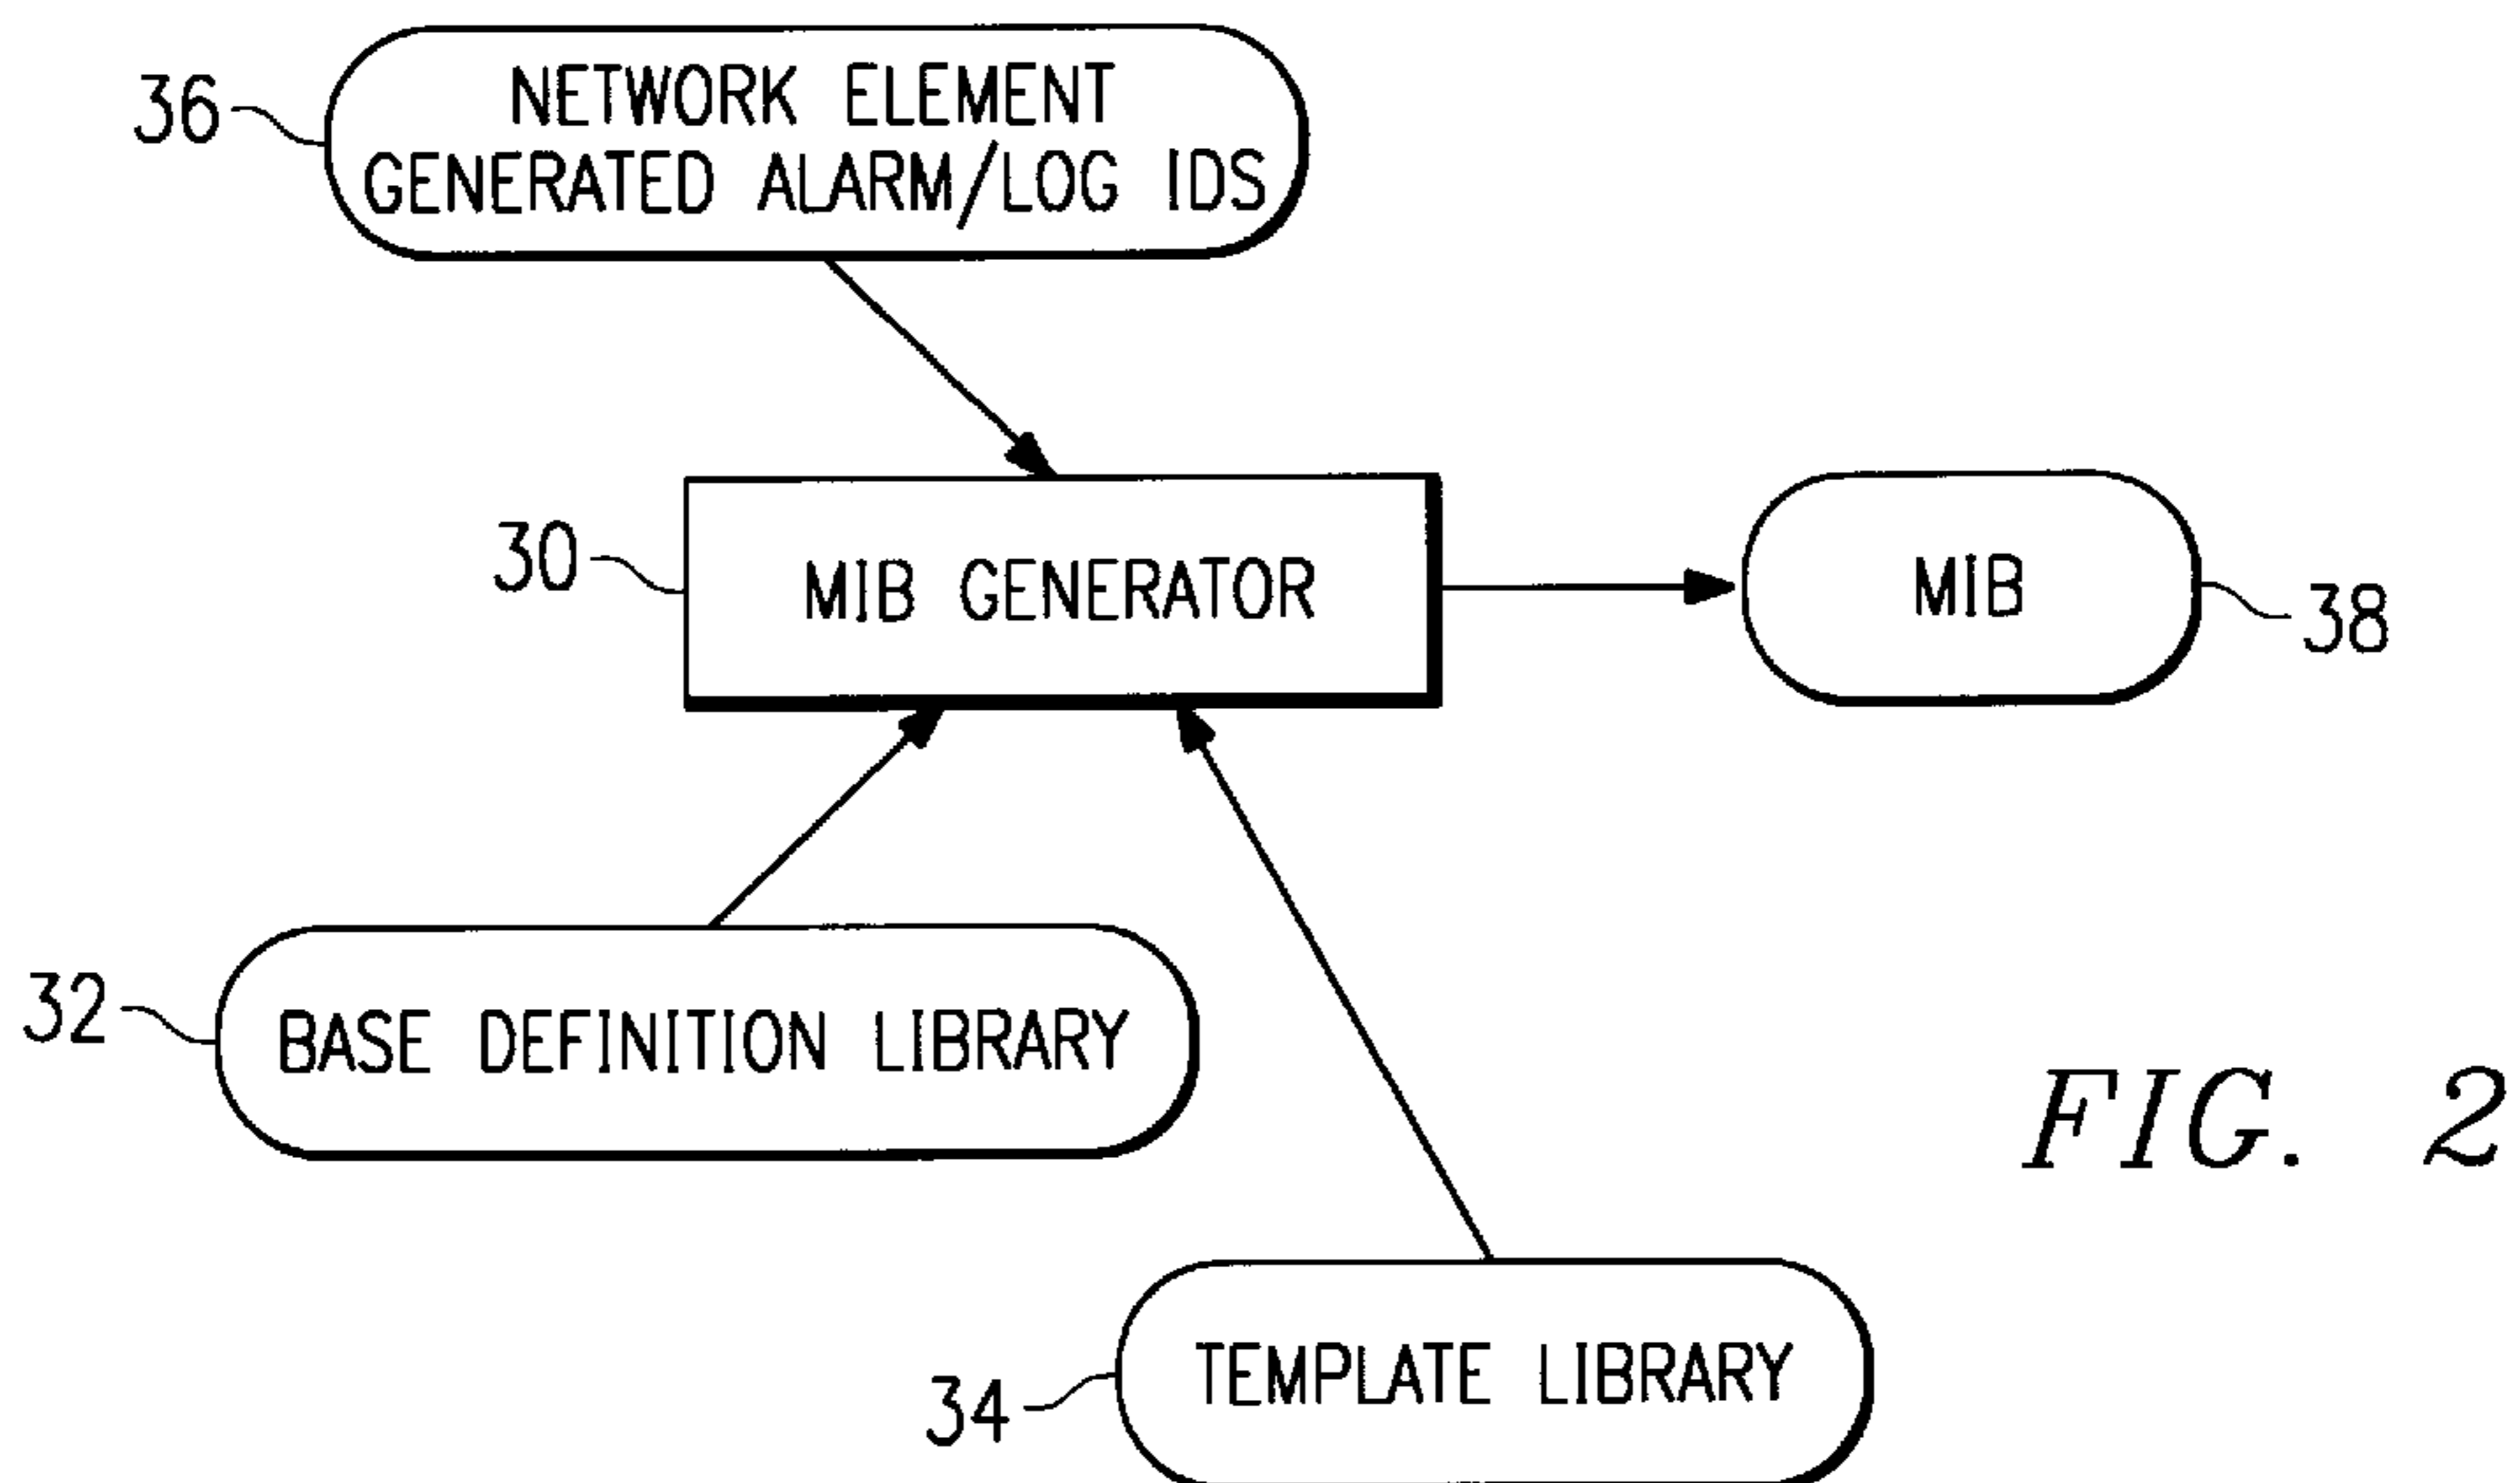 36
NETWORK ELEMENT
GENERATED ALARM/LOG IDS
30
MIB GENERATOR
MIB
38
32
BASE DEFINITION LIBRARY
FIG. 2
34
TEMPLATE LIBRARY